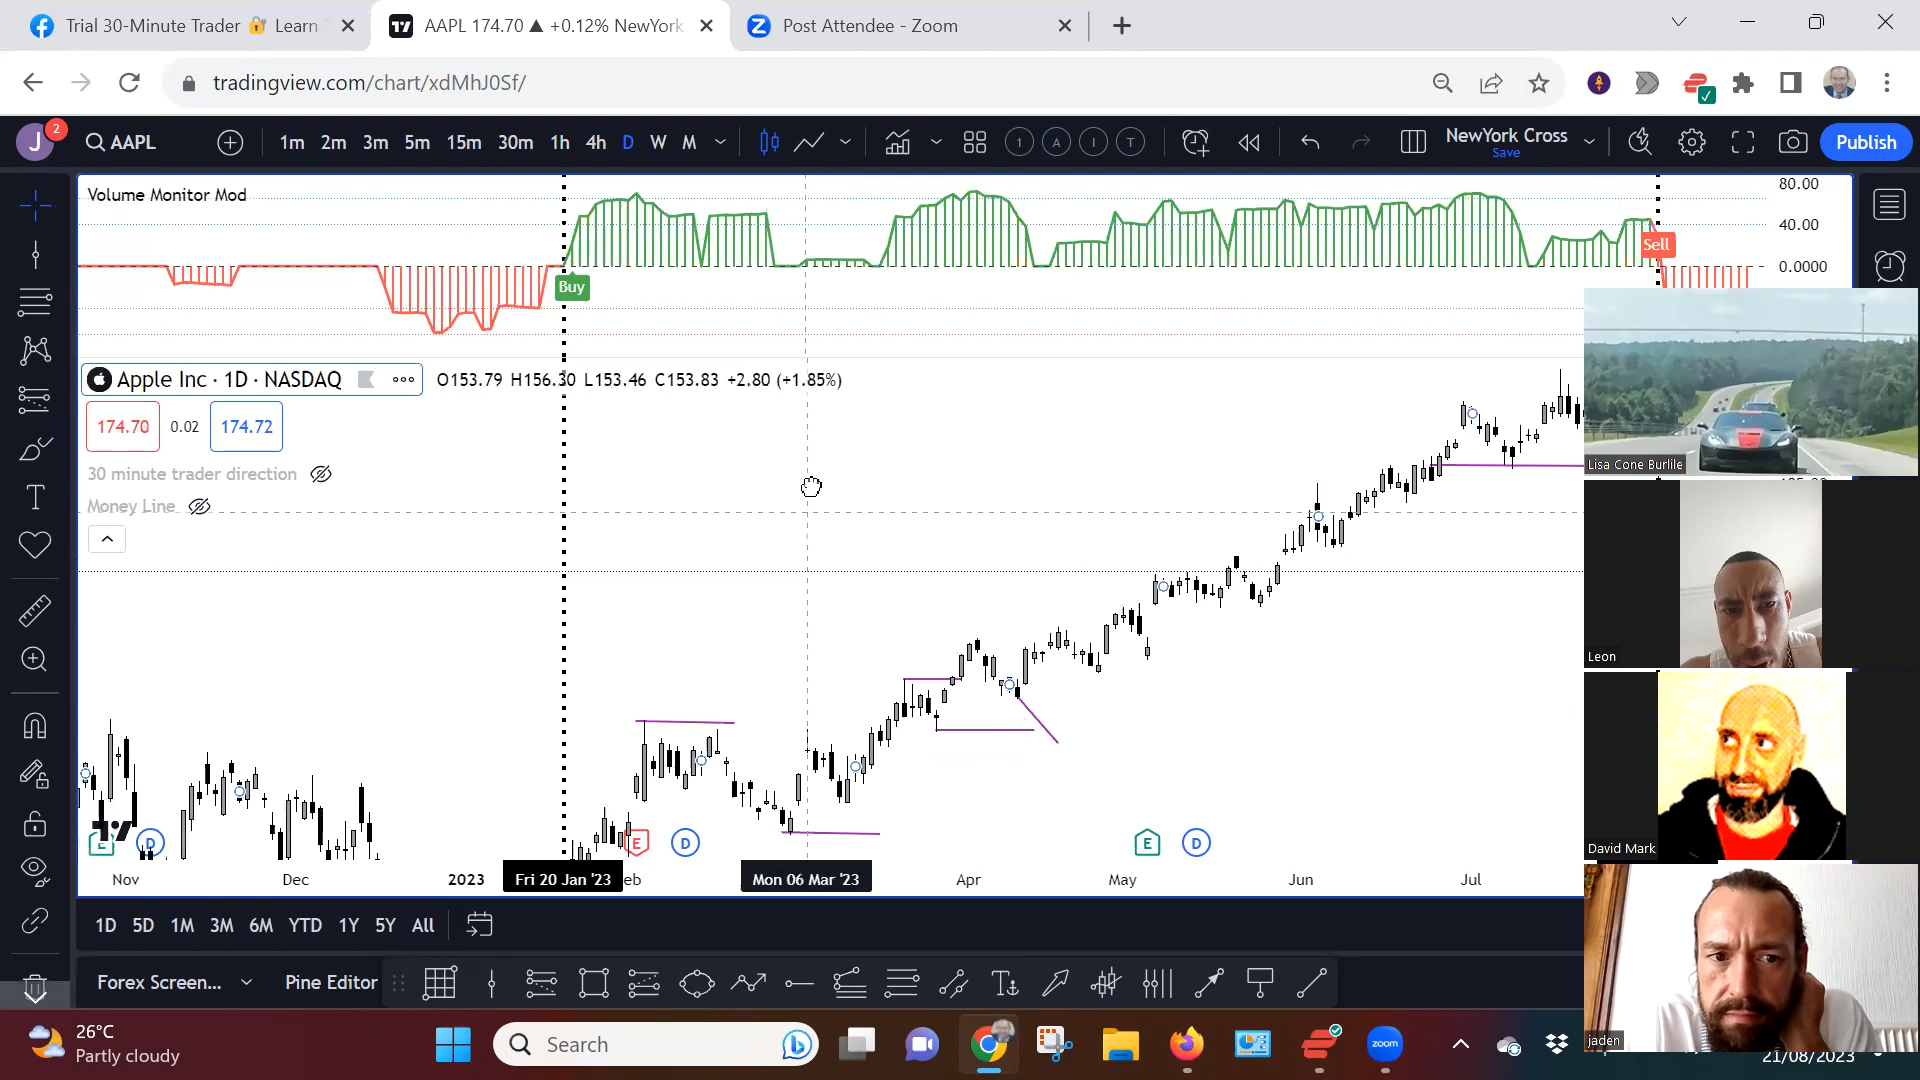 Trial 30-Minute Trader 🔒 Learn
AAPL 174.70 ▲ +0.12% NewYork
Post Attendee - Zoom
tradingview.com/chart/xdMhJ0Sf/
J
2
AAPL
1m 2m 3m 5m 15m 30m 1h 4h D W M
1 A I T
NewYork Cross
Save
Publish
Volume Monitor Mod
80.00
40.00
0.0000
Buy
Sell
Apple Inc · 1D · NASDAQ
O153.79 H156.30 L153.46 C153.83 +2.80 (+1.85%)
174.70 0.02 174.72
30 minute trader direction
Money Line
Lisa Cone Burlile
Leon
David Mark
jaden
E D E D E D
Nov Dec 2023 Fri 20 Jan '23 eb Mon 06 Mar '23 Apr May Jun Jul
1D 5D 1M 3M 6M YTD 1Y 5Y All
Forex Screen... Pine Editor
26°C
Partly cloudy
Search
zoom
21/08/2023